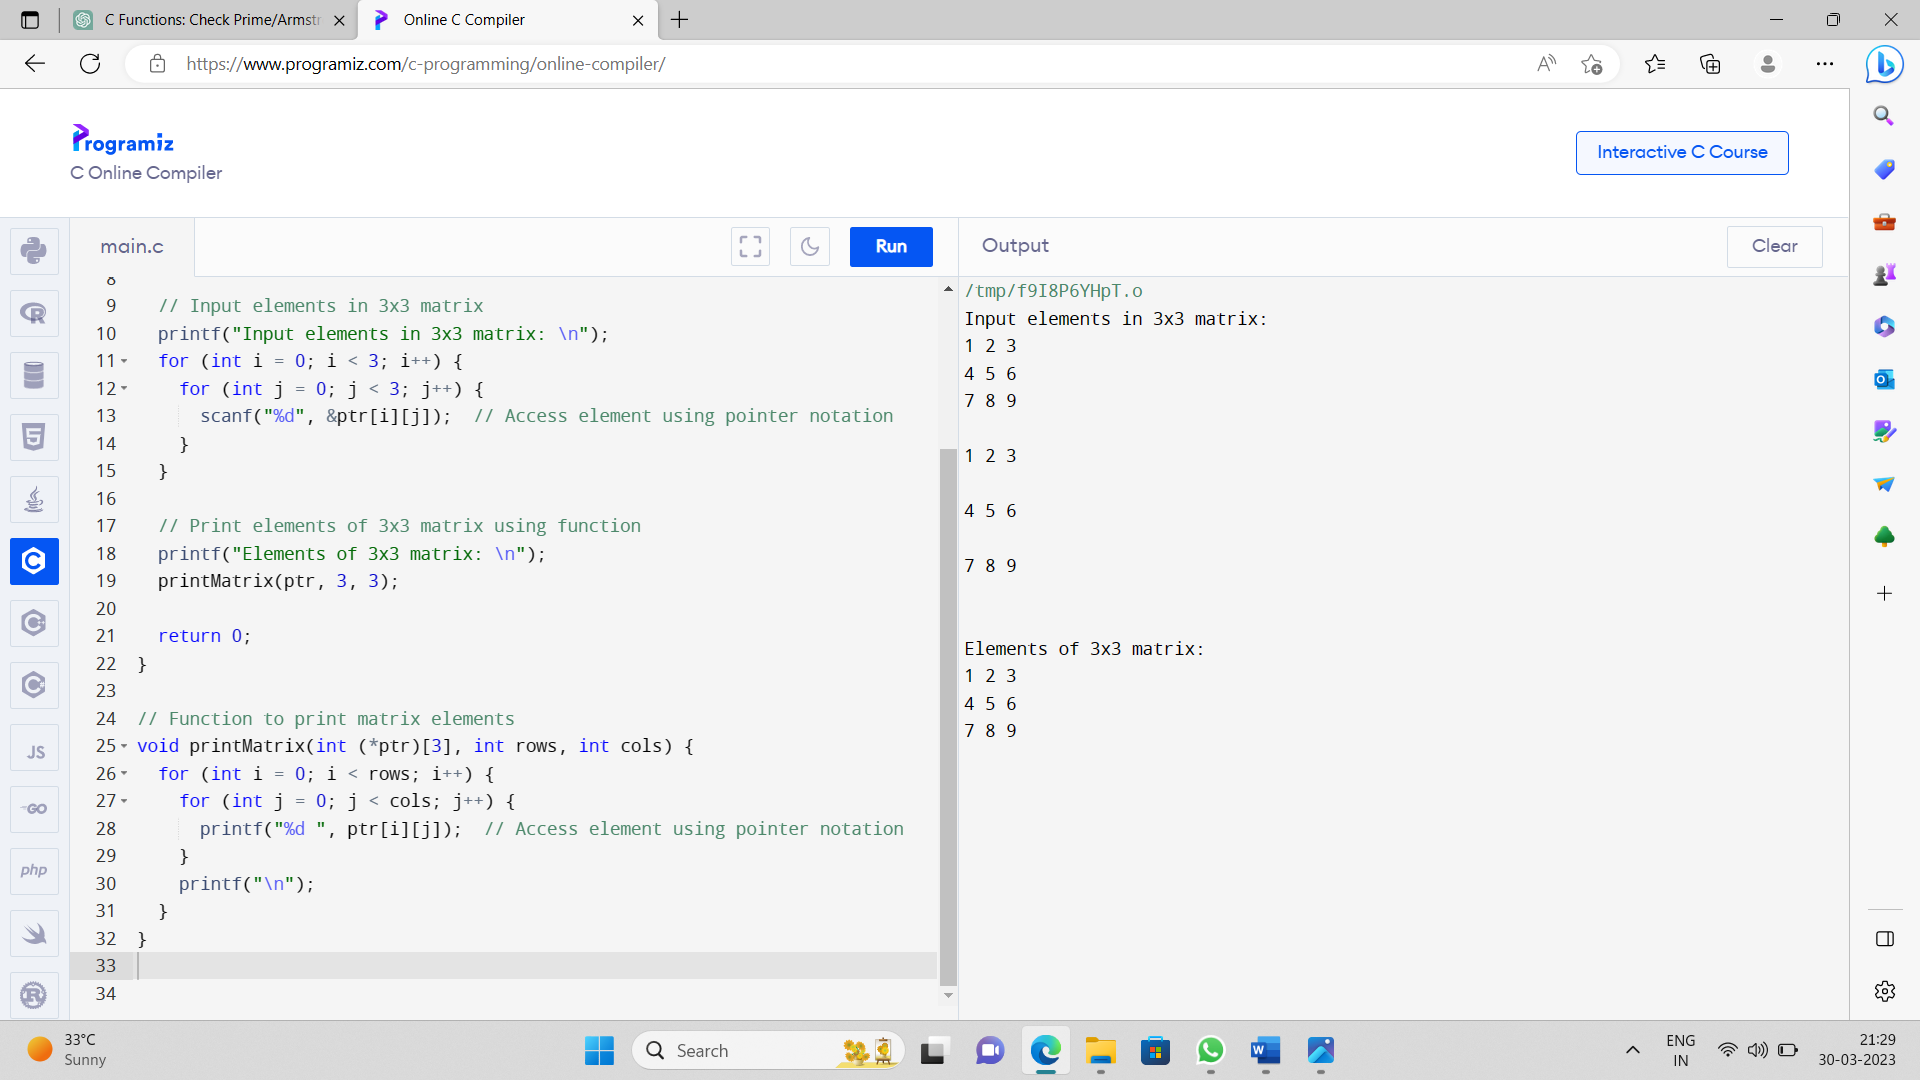 C Functions: Check Prime/Armstr
Online C Compiler
https://www.programiz.com/c-programming/online-compiler/
Programiz
C Online Compiler
Interactive C Course
main.c
Run
Output
Clear
8
9 // Input elements in 3x3 matrix
10 printf("Input elements in 3x3 matrix: \n");
11 for (int i = 0; i < 3; i++) {
12 for (int j = 0; j < 3; j++) {
13 scanf("%d", &ptr[i][j]); // Access element using pointer notation
14 }
15 }
16
17 // Print elements of 3x3 matrix using function
18 printf("Elements of 3x3 matrix: \n");
19 printMatrix(ptr, 3, 3);
20
21 return 0;
22 }
23
24 // Function to print matrix elements
25 void printMatrix(int (*ptr)[3], int rows, int cols) {
26 for (int i = 0; i < rows; i++) {
27 for (int j = 0; j < cols; j++) {
28 printf("%d ", ptr[i][j]); // Access element using pointer notation
29 }
30 printf("\n");
31 }
32 }
33
34
/tmp/f9I8P6YHpT.o
Input elements in 3x3 matrix:
1 2 3
4 5 6
7 8 9
1 2 3
4 5 6
7 8 9
Elements of 3x3 matrix:
1 2 3
4 5 6
7 8 9
JS
GO
php
33°C
Sunny
Search
ENG
IN
21:29
30-03-2023